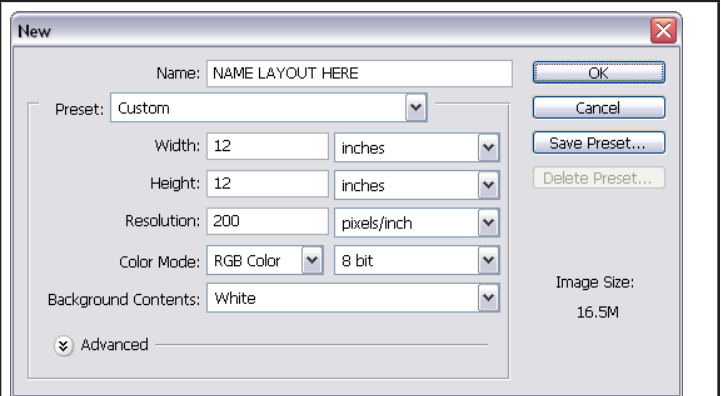 New
Name: NAME LAYOUT HERE
OK
Preset: Custom
Cancel
Width: 12 inches
Save Preset...
Height: 12 inches
Delete Preset...
Resolution: 200 pixels/inch
Color Mode: RGB Color 8 bit
Image Size:
Background Contents: White
16.5M
Advanced